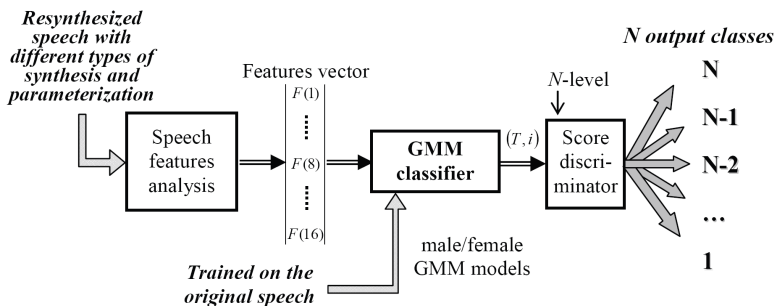 Resynthesized
speech with
different types of
synthesis and
parameterization
Speech
features
analysis
Features vector
F(1)
F(8)
F(16)
GMM
classifier
(T,i)
N-level
Score
discri-
minator
N output classes
N
N-1
N-2
...
1
male/female
GMM models
Trained on the
original speech